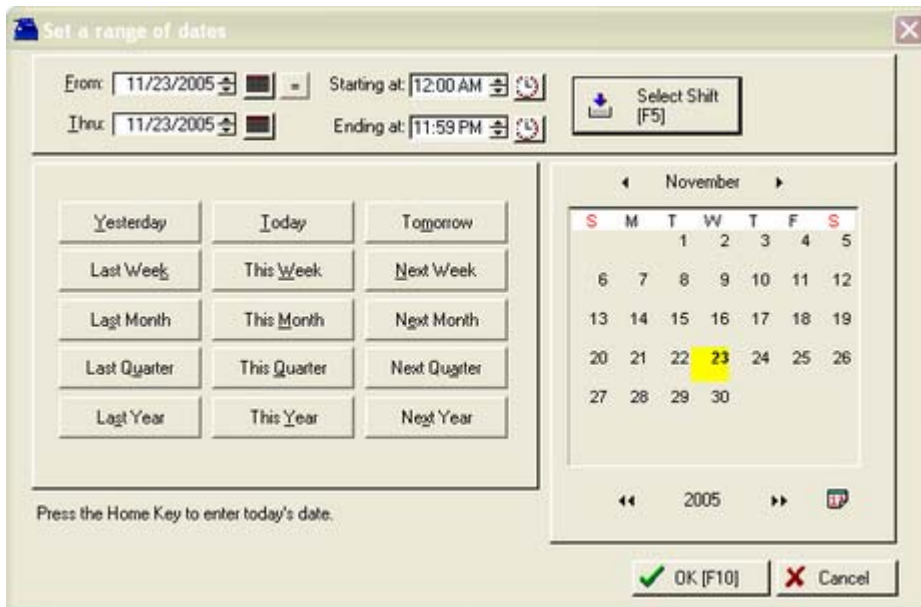 Set a range of dates
From: 11/23/2005 = Starting at: 12:00 AM
Thru: 11/23/2005 Ending at: 11:59 PM
Select Shift
[F5]
Yesterday Today Tomorrow
Last Week This Week Next Week
Last Month This Month Next Month
Last Quarter This Quarter Next Quarter
Last Year This Year Next Year
Press the Home Key to enter today's date.
November
S M T W T F S
1 2 3 4 5
6 7 8 9 10 11 12
13 14 15 16 17 18 19
20 21 22 23 24 25 26
27 28 29 30
2005
OK [F10] Cancel